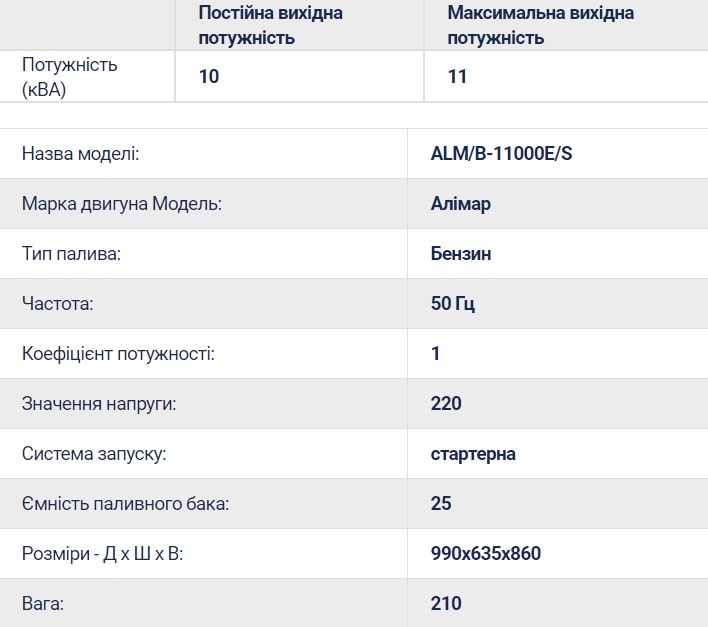 Постійна вихідна потужність
Максимальна вихідна потужність
Потужність (кВА) 10 11
Назва моделі: ALM/B-11000E/S
Марка двигуна Модель: Алімар
Тип палива: Бензин
Частота: 50 Гц
Коефіцієнт потужності: 1
Значення напруги: 220
Система запуску: стартерна
Ємність паливного бака: 25
Розміри - Д х Ш х В: 990х635х860
Вага: 210